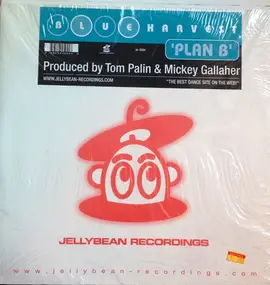 BLUE HARVEST
'PLAN B'
Produced by Tom Palin & Mickey Gallaher
WWW.JELLYBEAN-RECORDINGS.COM "THE BEST DANCE SITE ON THE WEB!"
JELLYBEAN RECORDINGS
www.jellybean-recordings.com